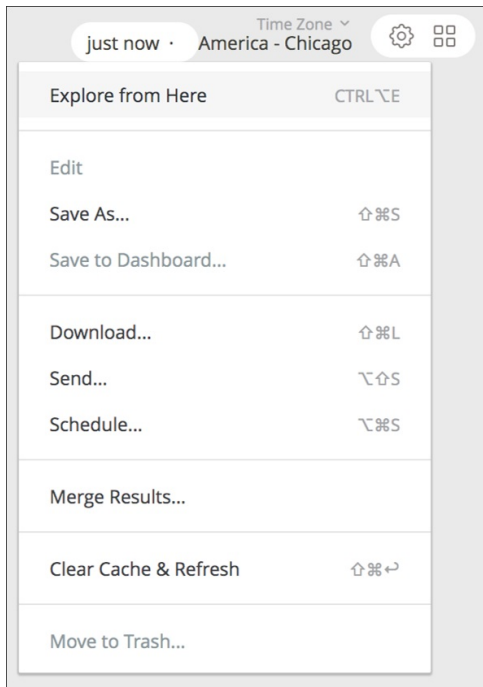 Time Zone
just now · America - Chicago
Explore from Here CTRL⌥E
Edit
Save As... ⇧⌘S
Save to Dashboard... ⇧⌘A
Download... ⇧⌘L
Send... ⌥⇧S
Schedule... ⌥⌘S
Merge Results...
Clear Cache & Refresh ⇧⌘↩
Move to Trash...